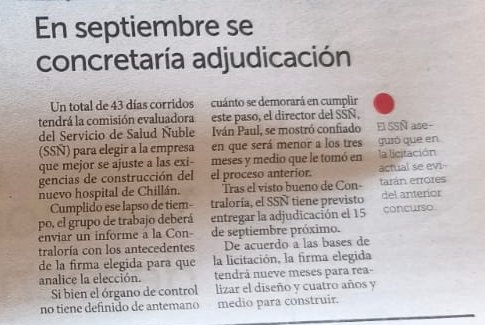 En septiembre se
concretaría adjudicación
Un total de 43 días corridos
tendrá la comisión evaluadora
del Servicio de Salud Ñuble
(SSÑ) para elegir a la empresa
que mejor se ajuste a las exi-
gencias de construcción del
nuevo hospital de Chillán.
Cumplido ese lapso de tiem-
po, el grupo de trabajo deberá
enviar un informe a la Con-
traloría con los antecedentes
de la firma elegida para que
analice la elección.
Si bien el órgano de control
no tiene definido de antemano
cuánto se demorará en cumplir
este paso, el director del SSÑ,
Iván Paul, se mostró confiado
en que será menor a los tres
meses y medio que le tomó en
el proceso anterior.
Tras el visto bueno de Con-
traloría, el SSÑ tiene previsto
entregar la adjudicación el 15
de septiembre próximo.
De acuerdo a las bases de
la licitación, la firma elegida
tendrá nueve meses para rea-
lizar el diseño y cuatro años y
medio para construir.
El SSÑ ase-
guró que en
la licitación
actual se evi-
tarán errores
del anterior
concurso.